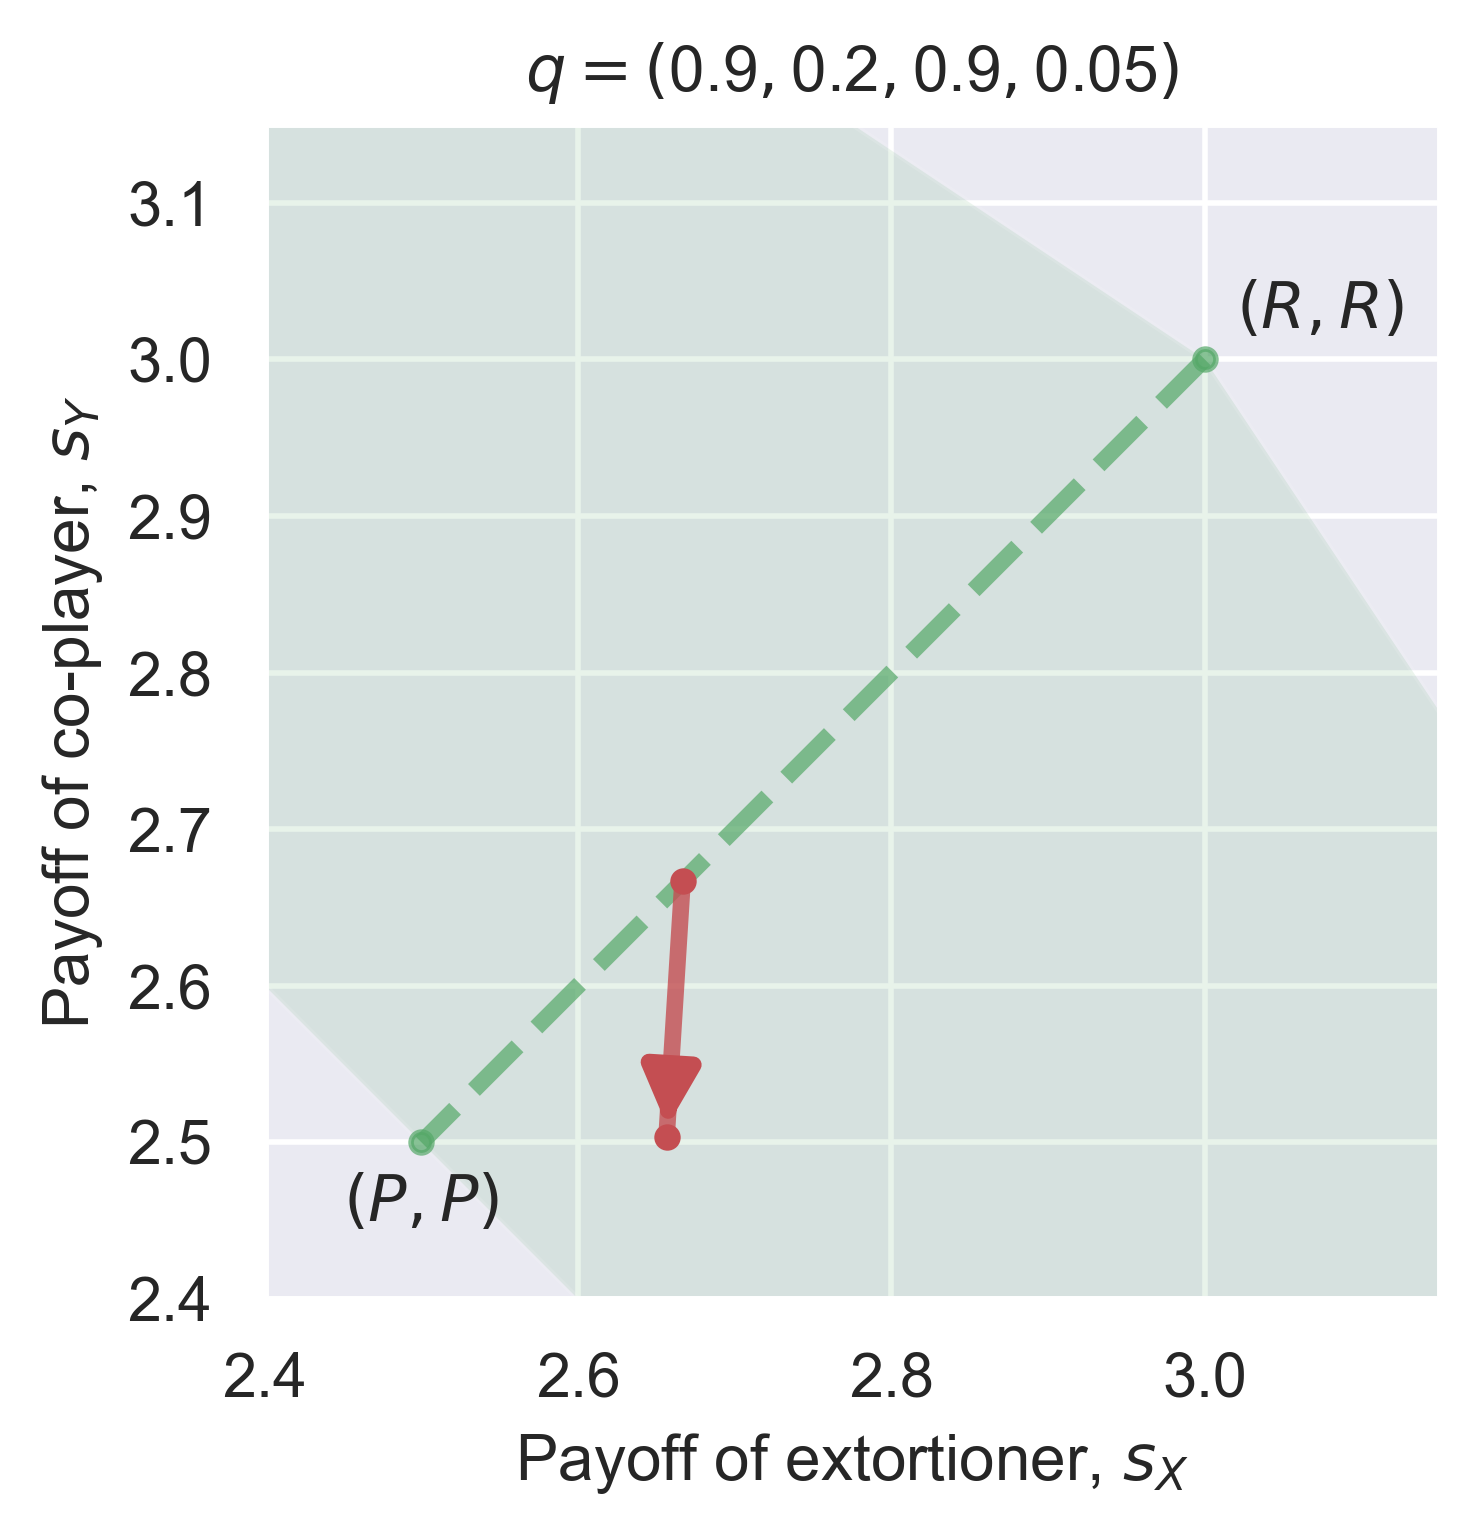 q = (0.9, 0.2, 0.9, 0.05)
3.1
3.0
2.9
2.8
2.7
2.6
2.5
2.4
Payoff of co-player, s_Y
(R, R)
(P, P)
2.4 2.6 2.8 3.0
Payoff of extortioner, s_X